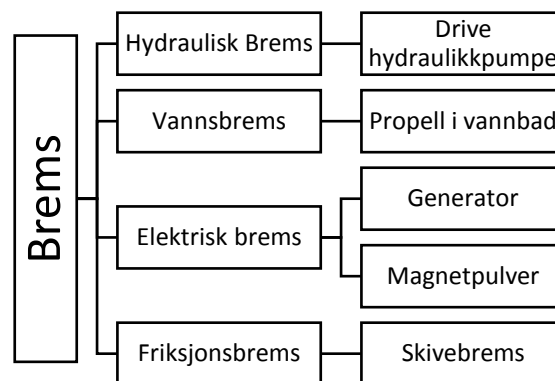 Brems
Hydraulisk Brems
Drive
hydraulikkpumpe
Vannsbrems
Propell i vannbad
Elektrisk brems
Generator
Magnetpulver
Friksjonsbrems
Skivebrems